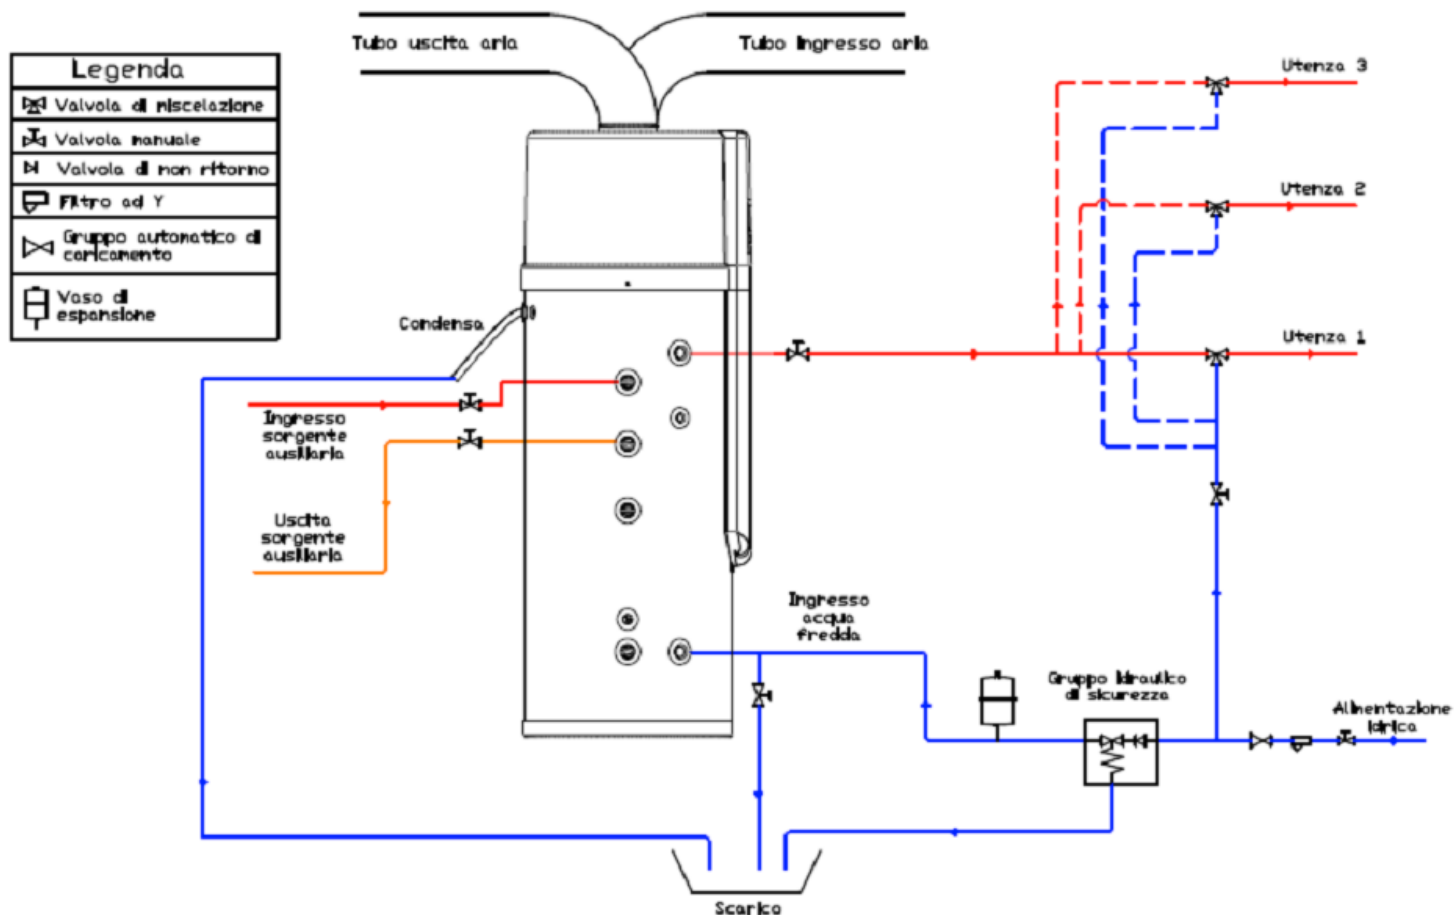 Tubo uscita aria
Tubo ingresso aria
Legenda
Valvola di miscelazione
Valvola manuale
Valvola di non ritorno
Filtro ad Y
Gruppo automatico di
caricamento
Vaso di
espansione
Utenza 3
Utenza 2
Utenza 1
Condensa
Ingresso
sorgente
ausiliaria
Uscita
sorgente
ausiliaria
Ingresso
acqua
fredda
Gruppo idraulico
di sicurezza
Alimentazione
idrica
Scarico